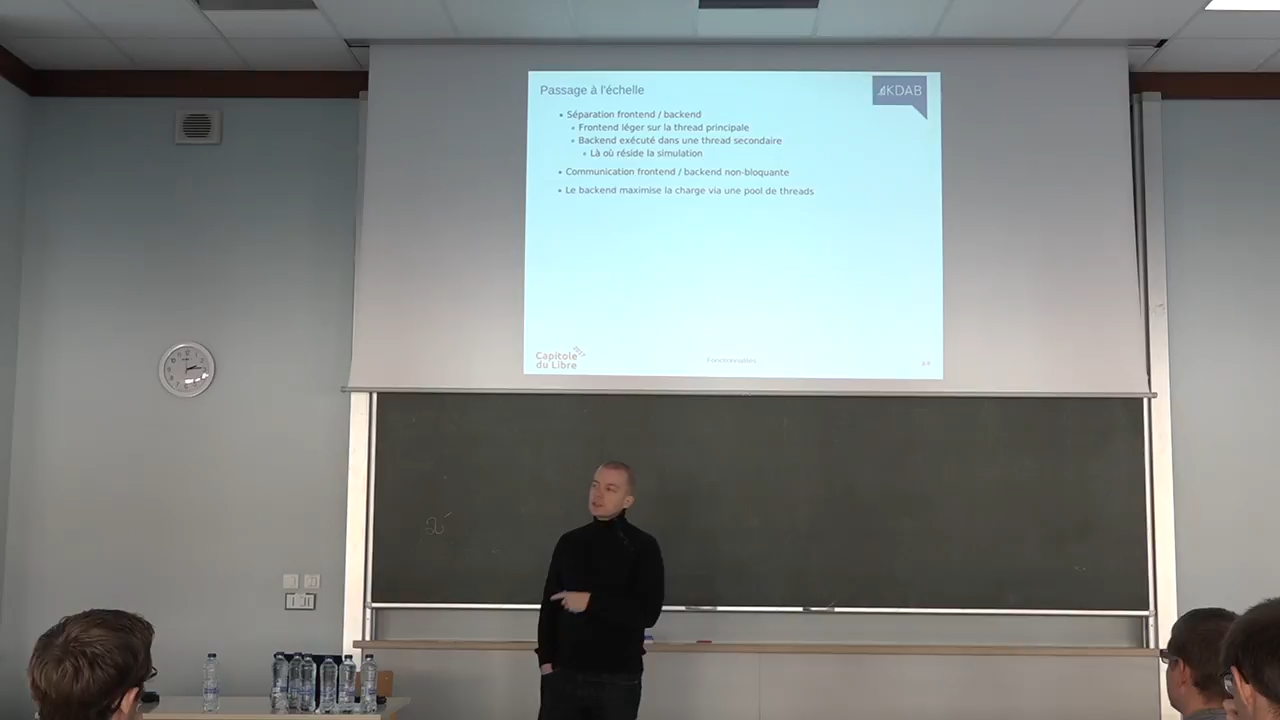 Passage à l'échelle
KDAB
Séparation frontend / backend
Frontend léger sur la thread principale
Backend exécuté dans une thread secondaire
Là où réside la simulation
Communication frontend / backend non-bloquante
Le backend maximise la charge via une pool de threads
Capitole 2017
du Libre
Fonctionnalités